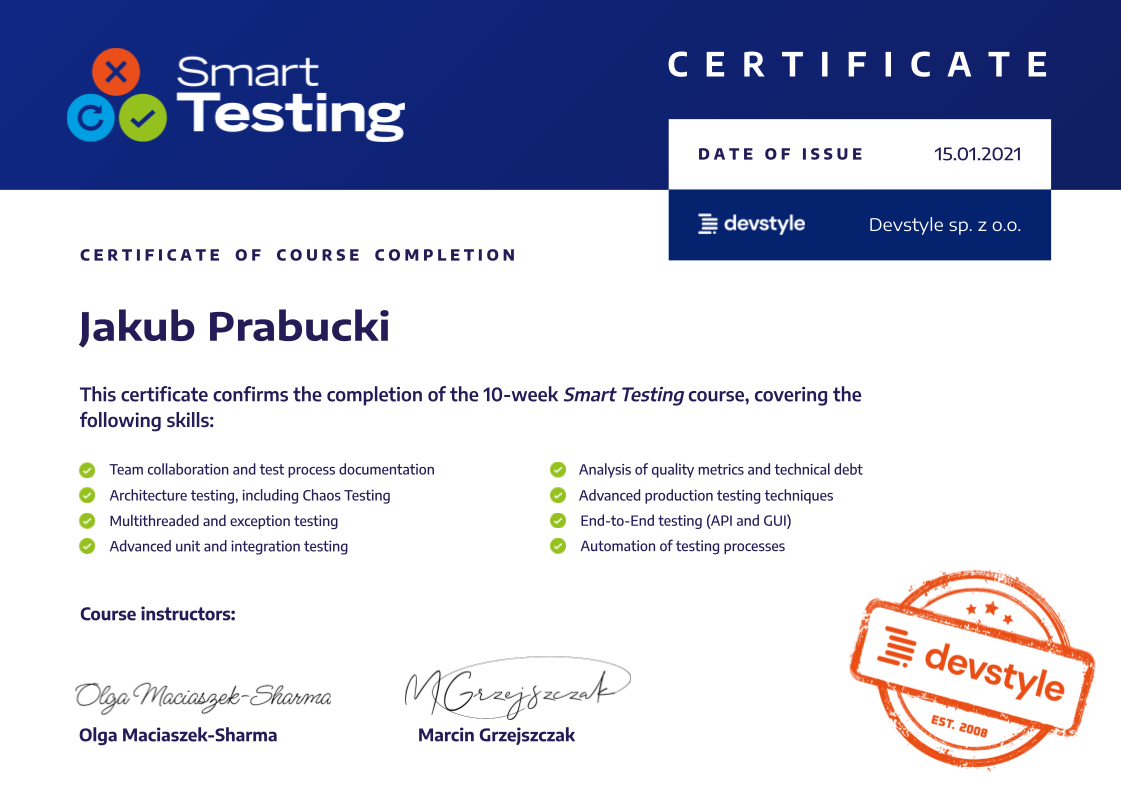 Smart
Testing
CERTIFICATE
DATE OF ISSUE 15.01.2021
devstyle Devstyle sp. z o.o.
CERTIFICATE OF COURSE COMPLETION
Jakub Prabucki
This certificate confirms the completion of the 10-week Smart Testing course, covering the
following skills:
Team collaboration and test process documentation
Architecture testing, including Chaos Testing
Multithreaded and exception testing
Advanced unit and integration testing
Analysis of quality metrics and technical debt
Advanced production testing techniques
End-to-End testing (API and GUI)
Automation of testing processes
Course instructors:
Olga Maciaszek-Sharma
Olga Maciaszek-Sharma
MGrzejszczak
Marcin Grzejszczak
devstyle
EST. 2008